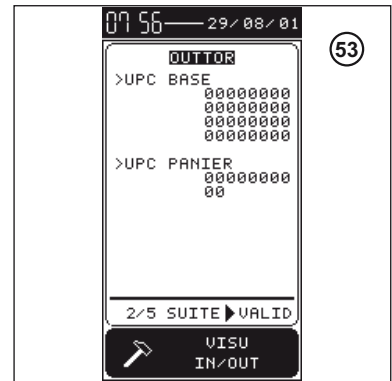 07 56 29/08/01
53
OUTTOR
>UPC BASE
00000000
00000000
00000000
00000000
>UPC PANIER
00000000
00
2/5 SUITE▶VALID
VISU
IN/OUT